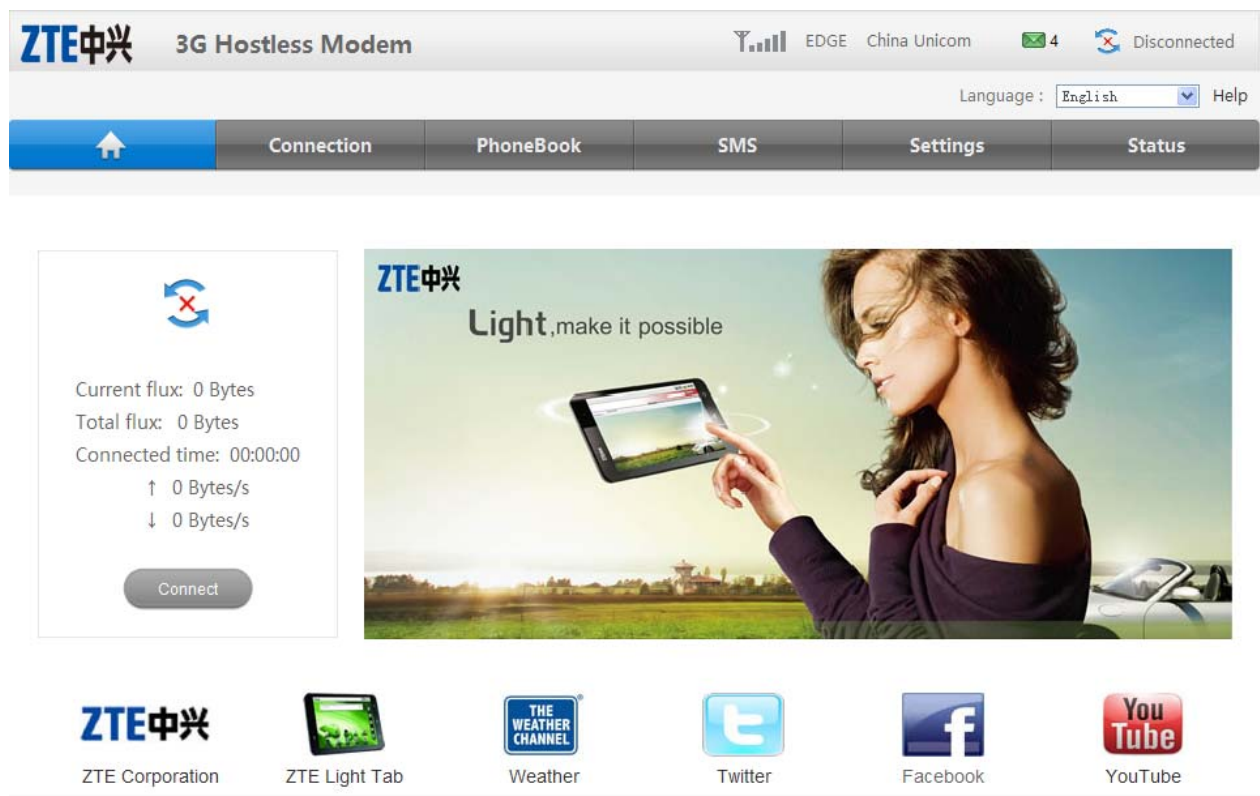 ZTE中兴 3G Hostless Modem EDGE China Unicom 4 Disconnected
Language : English Help
Connection PhoneBook SMS Settings Status
ZTE中兴
Light,make it possible
Current flux: 0 Bytes
Total flux: 0 Bytes
Connected time: 00:00:00
↑ 0 Bytes/s
↓ 0 Bytes/s
Connect
ZTE中兴
THE
WEATHER
CHANNEL
®
t
f
You
Tube
ZTE Corporation ZTE Light Tab Weather Twitter Facebook YouTube